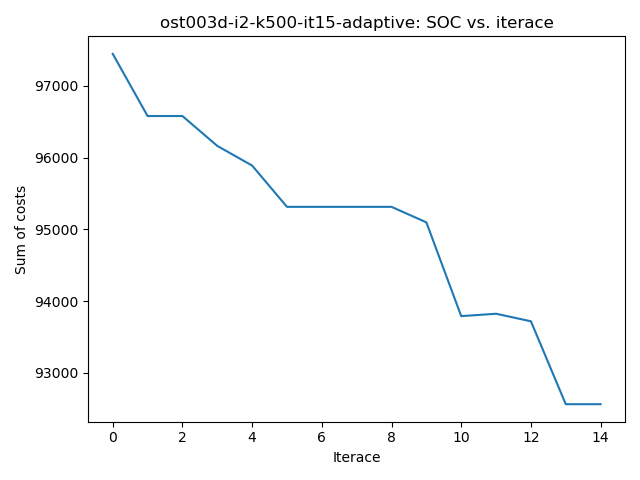 ost003d-i2-k500-it15-adaptive: SOC vs. iterace
97000
96000
95000
94000
93000
Sum of costs
0 2 4 6 8 10 12 14
Iterace